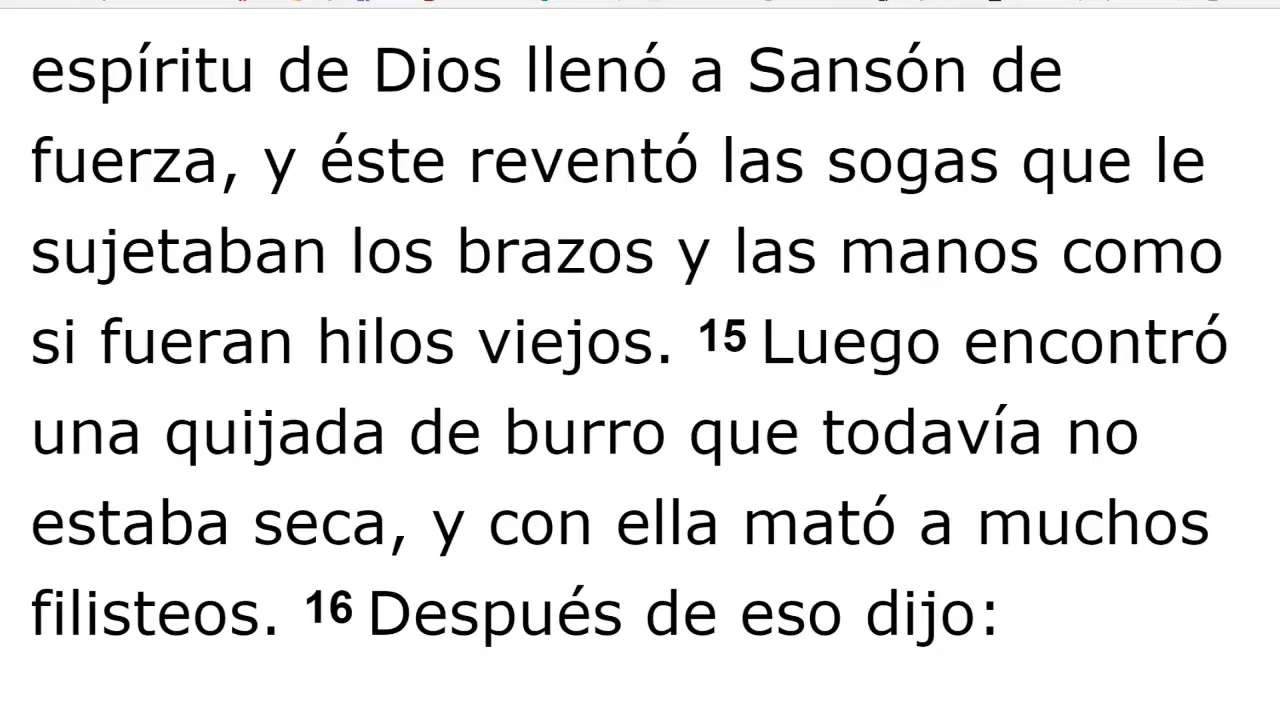 espíritu de Dios llenó a Sansón de
fuerza, y éste reventó las sogas que le
sujetaban los brazos y las manos como
si fueran hilos viejos. 15 Luego encontró
una quijada de burro que todavía no
estaba seca, y con ella mató a muchos
filisteos. 16 Después de eso dijo: